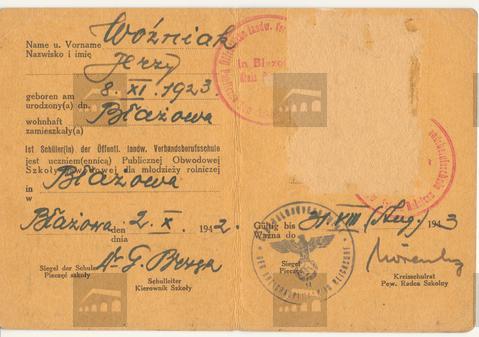 Name u. Vorname Woźniak
Nazwisko i imię Jerzy
geboren am 8. XI. 1923
urodzony(a) dn.
wohnhaft Błażowa
zamieszkały(a)
ist Schüler(in) der Öffentl. landw. Verbandsberufsschule
jest uczniem(ennicą) Publicznej Obwodowej
Szkoły Zawodowej dla młodzieży rolniczej
in Błażowa
w
Błażowa den 2. X. 1942.
dnia
Siegel der Schule
Pieczęć szkoły
Schulleiter
Kierownik Szkoły
in Błażo
Gültig bis 31. VIII (Aug) 1943
Ważna do
Siegel
Pieczęć
Kreisschulrat
Pow. Radca Szkolny